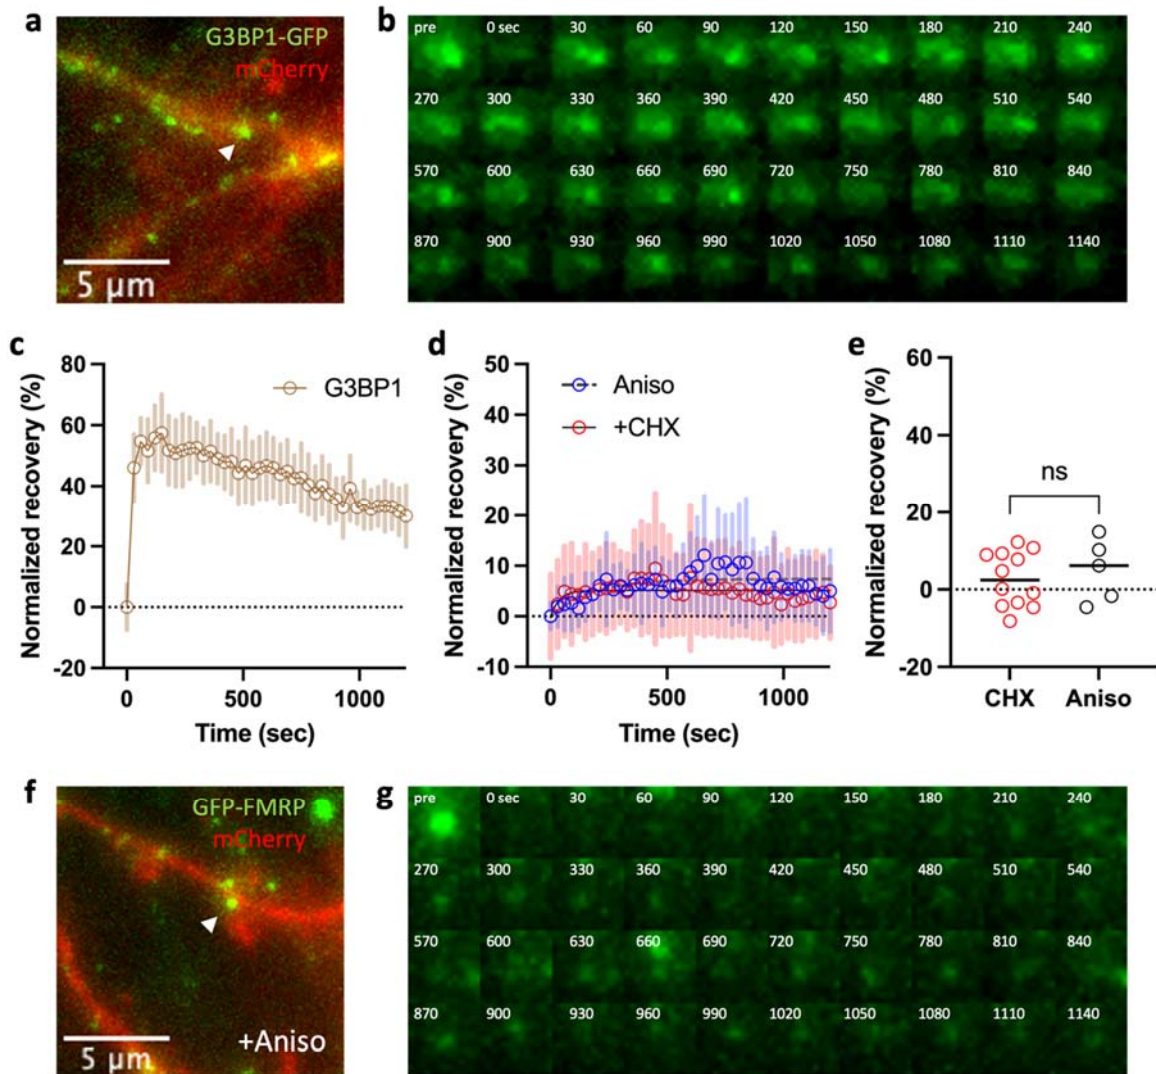 a
G3BP1-GFP
mCherry
5 μm
b
pre 0 sec 30 60 90 120 150 180 210 240
270 300 330 360 390 420 450 480 510 540
570 600 630 660 690 720 750 780 810 840
870 900 930 960 990 1020 1050 1080 1110 1140
c
G3BP1
Normalized recovery (%)
80
60
40
20
0
-20
0 500 1000
Time (sec)
d
Aniso
+CHX
Normalized recovery (%)
50
40
30
20
10
0
-10
0 500 1000
Time (sec)
e
ns
Normalized recovery (%)
60
40
20
0
-20
CHX Aniso
f
GFP-FMRP
mCherry
+Aniso
5 μm
g
pre 0 sec 30 60 90 120 150 180 210 240
270 300 330 360 390 420 450 480 510 540
570 600 630 660 690 720 750 780 810 840
870 900 930 960 990 1020 1050 1080 1110 1140